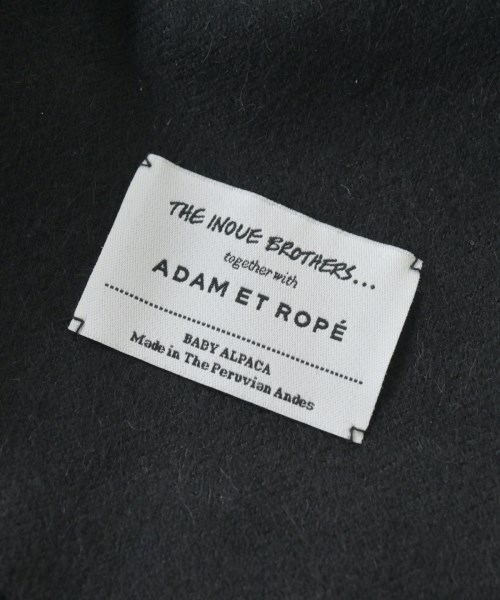 THE INOUE BROTHERS...
together with
ADAM ET ROPÉ
BABY ALPACA
Made in The Peruvian Andes